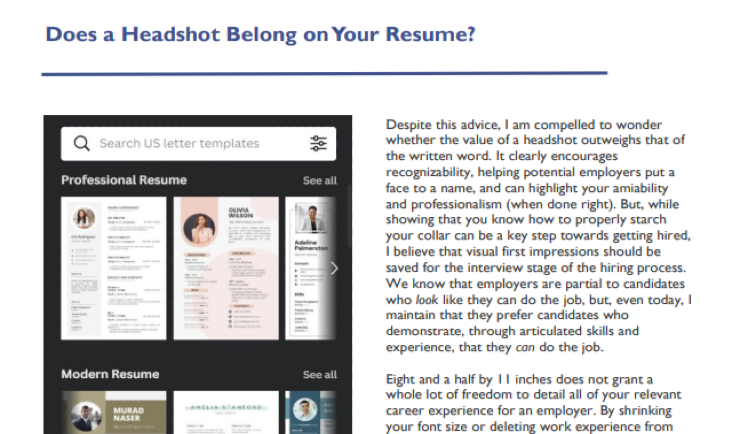 Does a Headshot Belong on Your Resume?
Search US letter templates
Professional Resume
See all
OLIVIA
WILSON
Adeline
Palmerston
Skills
Modern Resume
See all
MURAD
NASER
AMELIA STANFORD
Despite this advice, I am compelled to wonder
whether the value of a headshot outweighs that of
the written word. It clearly encourages
recognizability, helping potential employers put a
face to a name, and can highlight your amiability
and professionalism (when done right). But, while
showing that you know how to properly starch
your collar can be a key step towards getting hired,
I believe that visual first impressions should be
saved for the interview stage of the hiring process.
We know that employers are partial to candidates
who look like they can do the job, but, even today, I
maintain that they prefer candidates who
demonstrate, through articulated skills and
experience, that they can do the job.
Eight and a half by 11 inches does not grant a
whole lot of freedom to detail all of your relevant
career experience for an employer. By shrinking
your font size or deleting work experience from